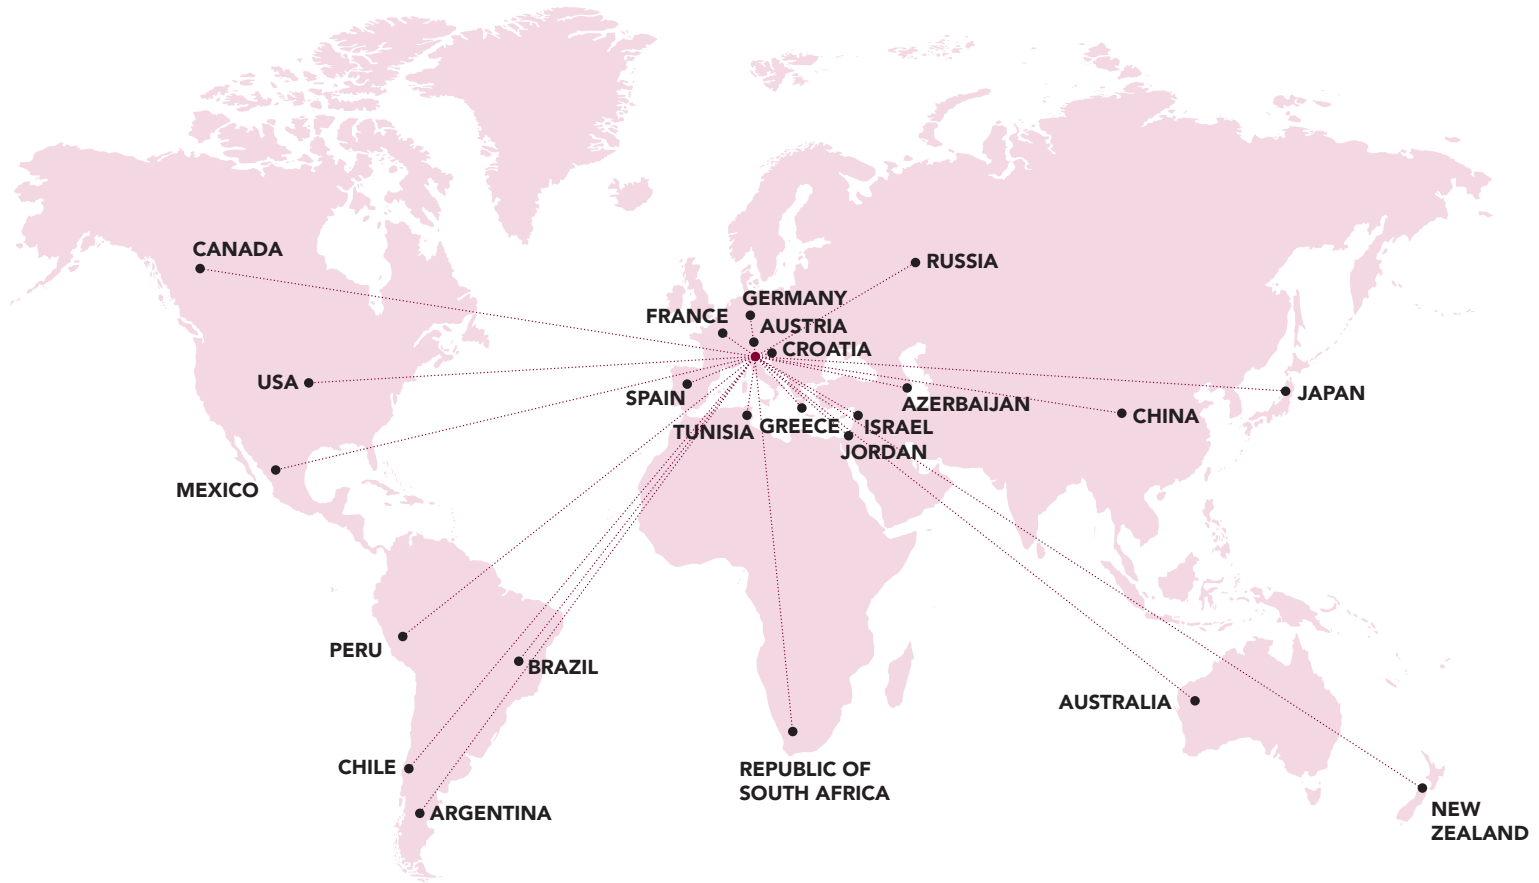 CANADA
RUSSIA
GERMANY
FRANCE
AUSTRIA
CROATIA
USA
SPAIN
AZERBAIJAN
JAPAN
CHINA
TUNISIA
GREECE
ISRAEL
JORDAN
MEXICO
PERU
BRAZIL
AUSTRALIA
CHILE
REPUBLIC OF
SOUTH AFRICA
ARGENTINA
NEW
ZEALAND